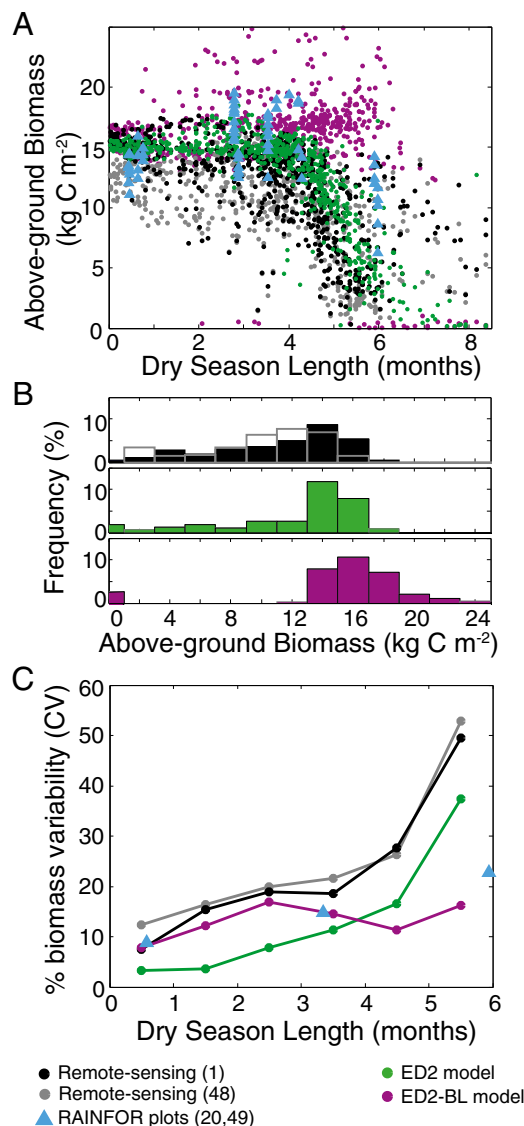 A
Above-ground Biomass
(kg C m⁻²)
20
15
10
5
0
0 2 4 6 8
Dry Season Length (months)
B
Frequency (%)
10
0
10
0
10
0
0 4 8 12 16 20 24
Above-ground Biomass (kg C m⁻²)
C
% biomass variability (CV)
60
50
40
30
20
10
0
0 1 2 3 4 5 6
Dry Season Length (months)
Remote-sensing (1)
Remote-sensing (48)
RAINFOR plots (20,49)
ED2 model
ED2-BL model